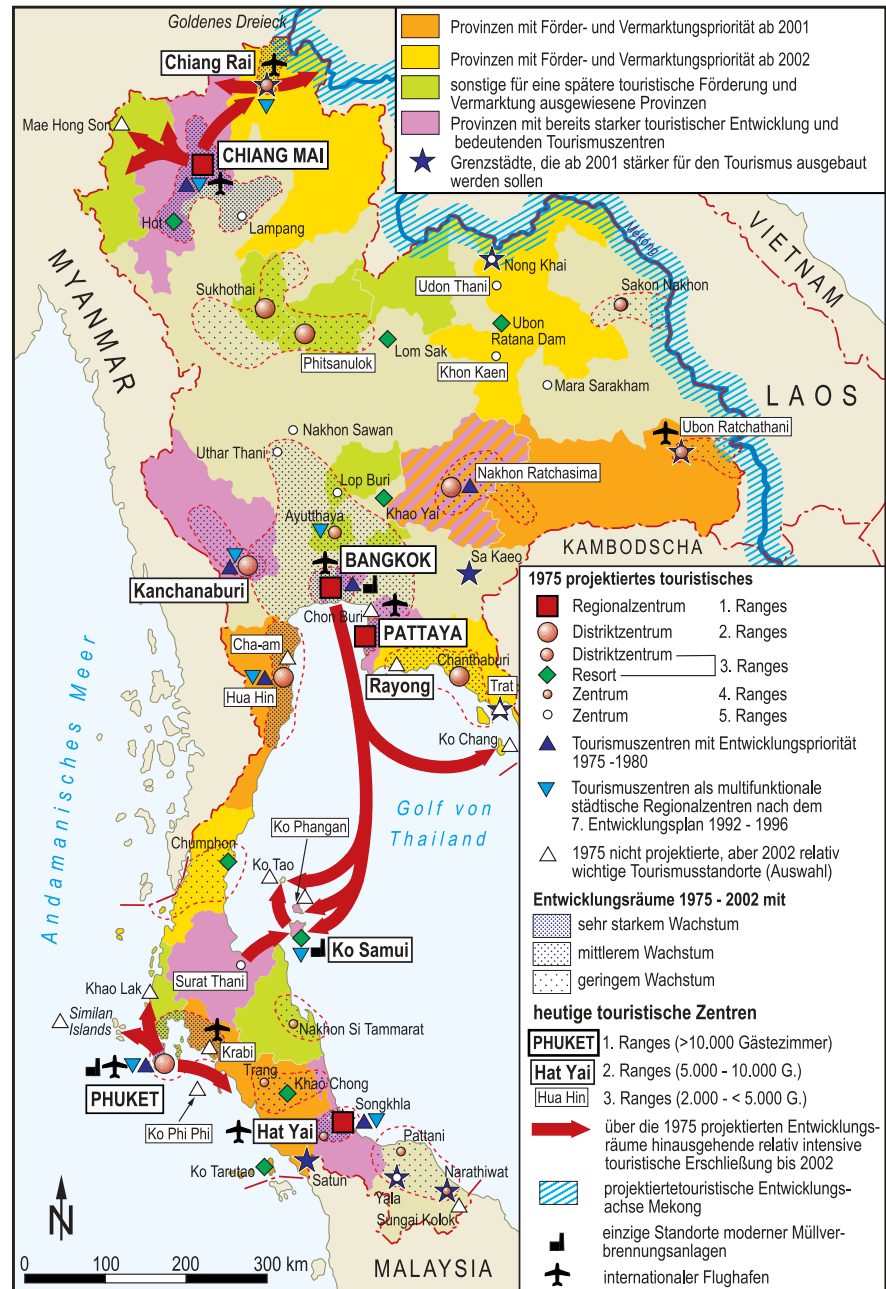 Goldenes Dreieck
Provinzen mit Förder- und Vermarktungspriorität ab 2001
Provinzen mit Förder- und Vermarktungspriorität ab 2002
sonstige für eine spätere touristische Förderung und
Vermarktung ausgewiesene Provinzen
Provinzen mit bereits starker touristischer Entwicklung und
bedeutenden Tourismuszentren
Grenzstädte, die ab 2001 stärker für den Tourismus ausgebaut
werden sollen
Chiang Rai
Mae Hong Son
CHIANG MAI
Hot
Lampang
MYANMAR
VIETNAM
Mekong
LAOS
Nong Khai
Udon Thani
Sakon Nakhon
Sukhothai
Phitsanulok
Lom Sak
Ubon
Ratana Dam
Khon Kaen
Mara Sarakham
Nakhon Sawan
Uthar Thani
Ubon Ratchathani
Lop Buri
Nakhon Ratchasima
Khao Yai
Ayutthaya
KAMBODSCHA
Sa Kaeo
BANGKOK
Kanchanaburi
Chon Buri
PATTAYA
Cha-am
Hua Hin
Rayong
Chanthaburi
Trat
Ko Chang
Andamanisches Meer
Golf von
Thailand
Ko Phangan
Chumphon
Ko Tao
Ko Samui
Surat Thani
Khao Lak
Similan
Islands
Nakhon Si Tammarat
Krabi
PHUKET
Trang
Khao Chong
Ko Phi Phi
Hat Yai
Songkhla
Pattani
Ko Tarutao
Satun
Yala
Narathiwat
Sungai Kolok
MALAYSIA
N
0 100 200 300 km
1975 projektiertes touristisches
Regionalzentrum 1. Ranges
Distriktzentrum 2. Ranges
Distriktzentrum
3. Ranges
Resort
Zentrum 4. Ranges
Zentrum 5. Ranges
Tourismuszentren mit Entwicklungspriorität
1975 -1980
Tourismuszentren als multifunktionale
städtische Regionalzentren nach dem
7. Entwicklungsplan 1992 - 1996
1975 nicht projektierte, aber 2002 relativ
wichtige Tourismusstandorte (Auswahl)
Entwicklungsräume 1975 - 2002 mit
sehr starkem Wachstum
mittlerem Wachstum
geringem Wachstum
heutige touristische Zentren
PHUKET 1. Ranges (>10.000 Gästezimmer)
Hat Yai 2. Ranges (5.000 - 10.000 G.)
Hua Hin 3. Ranges (2.000 - < 5.000 G.)
über die 1975 projektierten Entwicklungs-
räume hinausgehende relativ intensive
touristische Erschließung bis 2002
projektiertetouristische Entwicklungs-
achse Mekong
einzige Standorte moderner Müllver-
brennungsanlagen
internationaler Flughafen